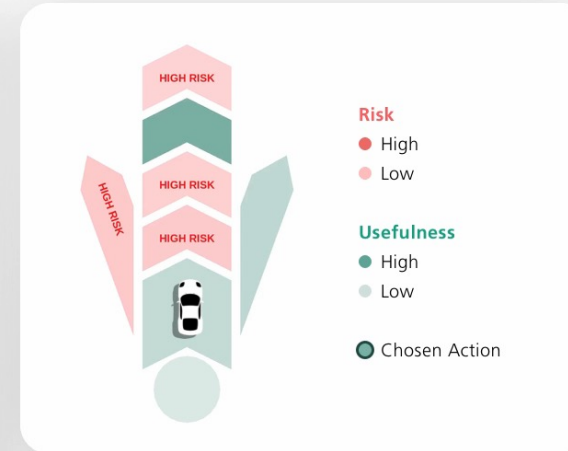 HIGH RISK
HIGH RISK
HIGH RISK
HIGH RISK
Risk
High
Low
Usefulness
High
Low
Chosen Action